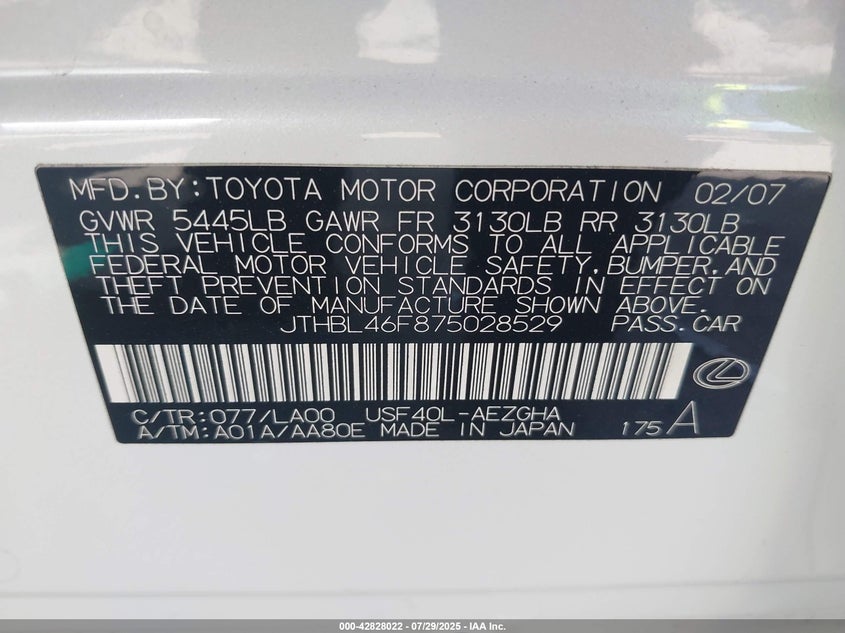 MFD.BY:TOYOTA MOTOR CORPORATION 02/07
GVWR 5445LB GAWR FR 3130LB RR 3130LB
THIS VEHICLE CONFORMS TO ALL APPLICABLE
FEDERAL MOTOR VEHICLE SAFETY,BUMPER,AND
THEFT PREVENTION STANDARDS IN EFFECT ON
THE DATE OF MANUFACTURE SHOWN ABOVE.
JTHBL46F875028529 PASS.CAR
C/TR:077/LA00 USF40L-AEZGHA
A/TM:A01A/AA80E MADE IN JAPAN 175A
000-42828022 - 07/29/2025 - IAA Inc.